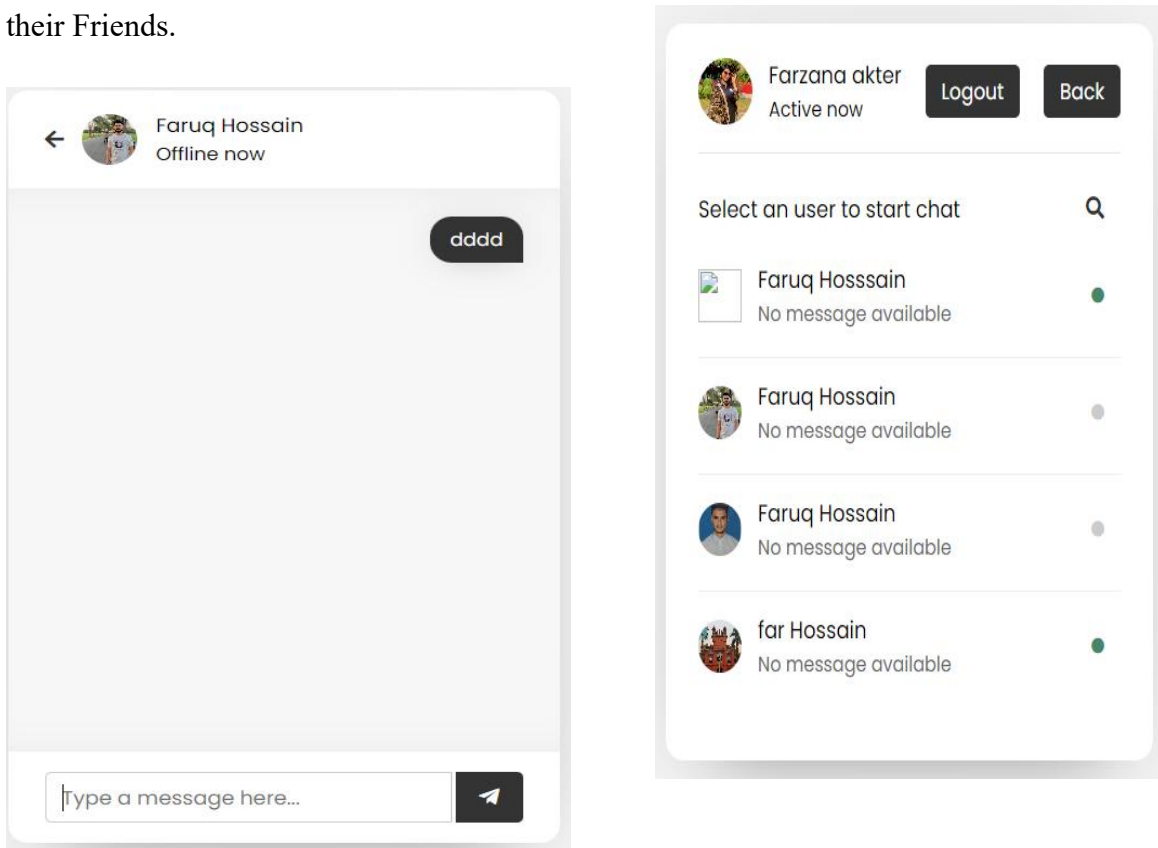 their Friends.
Faruq Hossain
Offline now
dddd
Type a message here...
Farzana akter
Active now
Logout
Back
Select an user to start chat
Faruq Hosssain
No message available
Faruq Hossain
No message available
Faruq Hossain
No message available
far Hossain
No message available